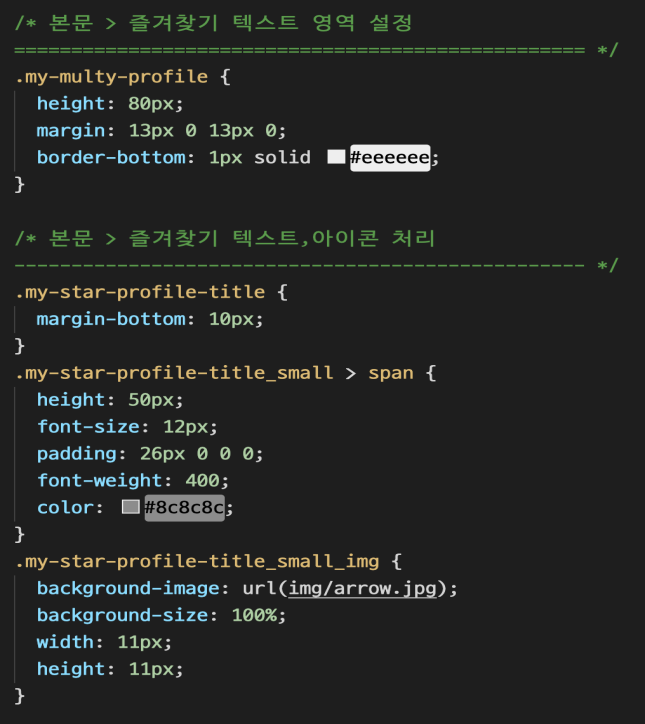 /* 본문 > 즐겨찾기 텍스트 영역 설정
================================================== */
.my-multy-profile {
  height: 80px;
  margin: 13px 0 13px 0;
  border-bottom: 1px solid #eeeeee;
}

/* 본문 > 즐겨찾기 텍스트,아이콘 처리
-------------------------------------------------- */
.my-star-profile-title {
  margin-bottom: 10px;
}
.my-star-profile-title_small > span {
  height: 50px;
  font-size: 12px;
  padding: 26px 0 0 0;
  font-weight: 400;
  color: #8c8c8c;
}
.my-star-profile-title_small_img {
  background-image: url(img/arrow.jpg);
  background-size: 100%;
  width: 11px;
  height: 11px;
}